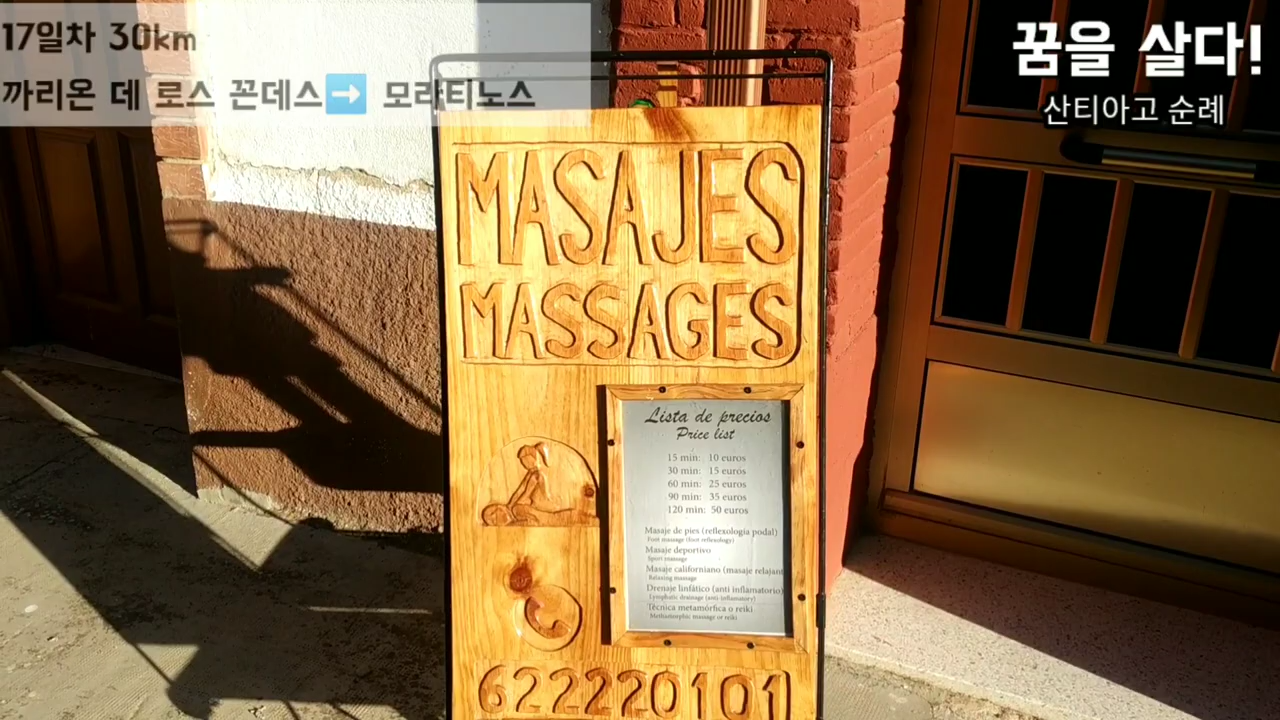 17일차 30km
까리온 데 로스 꼰데스➡️ 모라티노스
꿈을 살다!
산티아고 순례
MASAJES
MASSAGES
Lista de precios
Price list
15 min: 10 euros
30 min: 15 euros
60 min: 25 euros
90 min: 35 euros
120 min: 50 euros
Masaje de pies (reflexologia podal)
Foot massage (foot reflexology)
Masaje deportivo
Sport massage
Masaje californiano (masaje relajant
Relaxing massage
Drenaje linfático (anti inflamatorio)
Lymphatic drainage (anti-inflamatory)
Técnica metamórfica o reiki
Methamorphic massage or reiki
622220101